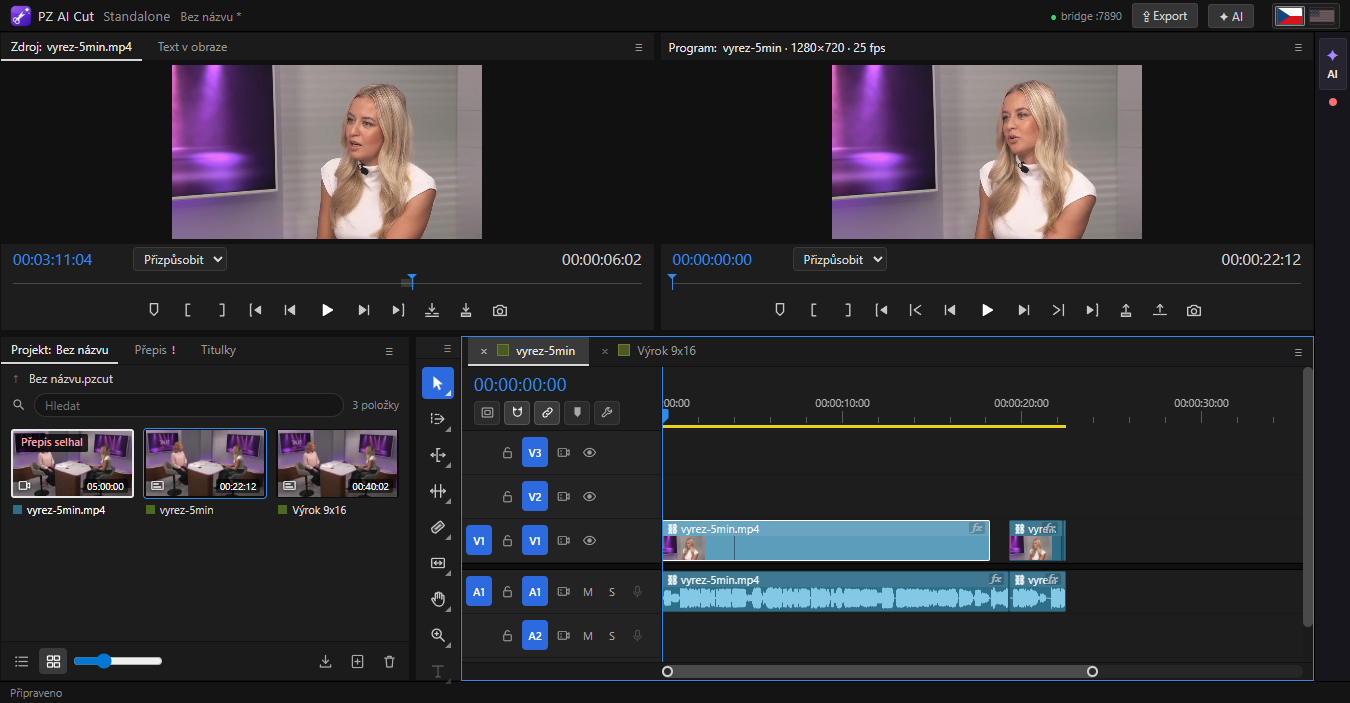 PZ AI Cut Standalone Bez názvu *
bridge :7890 Export AI
Zdroj: vyrez-5min.mp4 Text v obraze
Program: vyrez-5min · 1280×720 · 25 fps
AI
00:03:11:04 Přizpůsobit 00:00:06:02
00:00:00:00 Přizpůsobit 00:00:22:12
Projekt: Bez názvu Přepis ! Titulky
Bez názvu.pzcut
Hledat 3 položky
Přepis selhal
05:00:00 00:22:12 00:40:02
vyrez-5min.mp4 vyrez-5min Výrok 9x16
vyrez-5min Výrok 9x16
00:00:00:00
:00:00 00:00:10:00 00:00:20:00 00:00:30:00
V3
V2
V1 V1 vyrez-5min.mp4 fx fx
A1 A1 M S vyrez-5min.mp4 fx fx
A2 M S
T
Připraveno